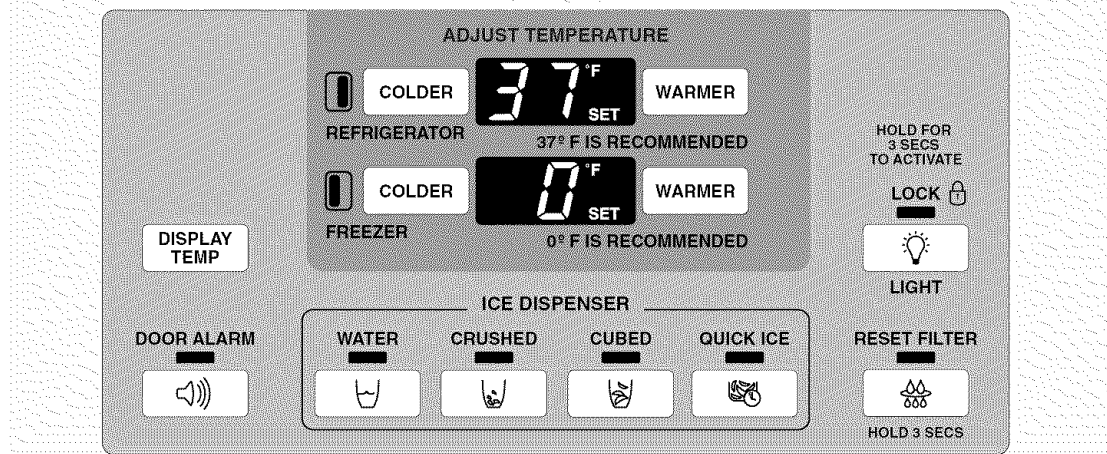 ADJUST TEMPERATURE
COLDER
37 °F SET
WARMER
REFRIGERATOR
37° F IS RECOMMENDED
COLDER
0 °F SET
WARMER
FREEZER
0° F IS RECOMMENDED
HOLD FOR
3 SECS
TO ACTIVATE
LOCK
LIGHT
DISPLAY
TEMP
ICE DISPENSER
DOOR ALARM
WATER
CRUSHED
CUBED
QUICK ICE
RESET FILTER
HOLD 3 SECS